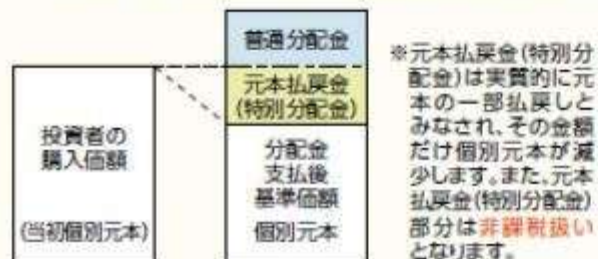 投資者の
購入価額
(当初個別元本)
普通分配金
元本払戻金
(特別分配金)
分配金
支払後
基準価額
個別元本
※元本払戻金(特別分
配金)は実質的に元
本の一部払戻しと
みなされ、その金額
だけ個別元本が減
少します。また、元本
払戻金(特別分配金)
部分は非課税扱い
となります。